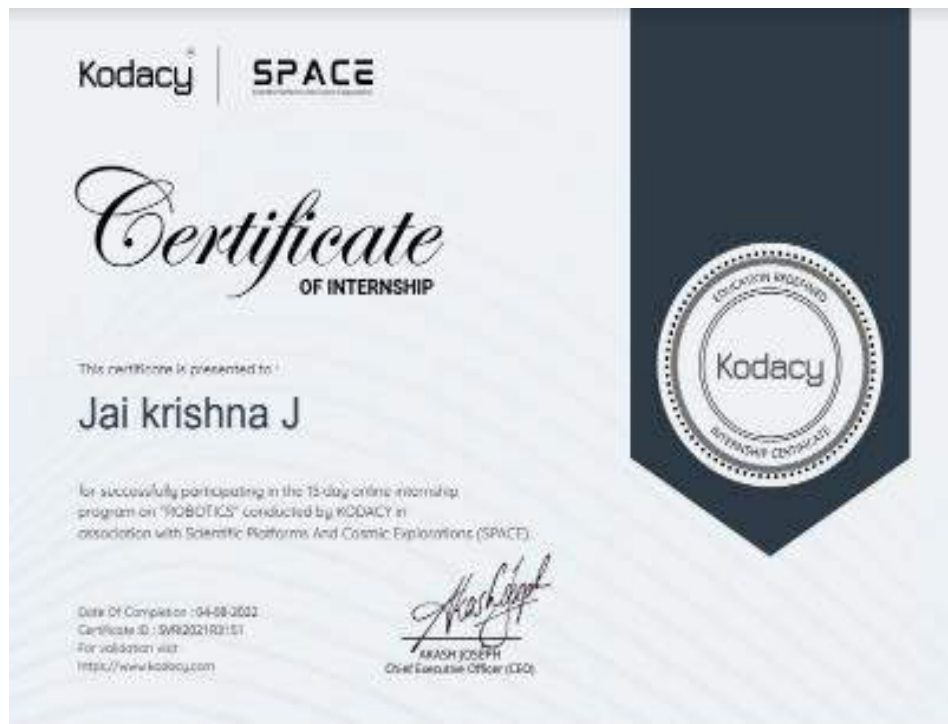 Kodacy
SPACE
Certificate
OF INTERNSHIP
This certificate is presented to :
Jai krishna J
for successfully participating in the 15-day online internship
program on "ROBOTICS" conducted by KODACY in
association with Scientific Platforms And Cosmic Explorations (SPACE).
Date Of Completion : 04-08-2022
Certificate ID :
For validation visit
https://www.kodacy.com
AKASH JOSEPH
Chief Executive Officer (CEO)
EDUCATION REDEFINED
Kodacy
INTERNSHIP CERTIFICATE